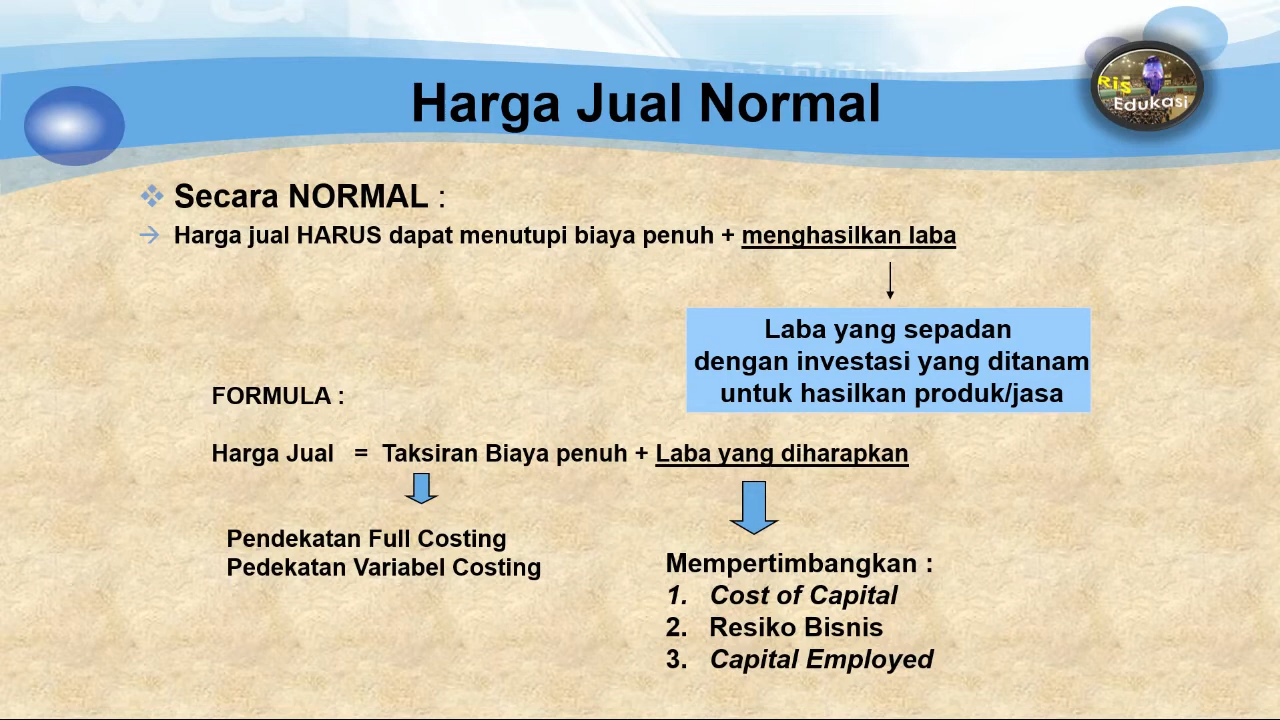 Harga Jual Normal
Ris
Edukasi
Secara NORMAL :
Harga jual HARUS dapat menutupi biaya penuh + menghasilkan laba
Laba yang sepadan
dengan investasi yang ditanam
untuk hasilkan produk/jasa
FORMULA :
Harga Jual = Taksiran Biaya penuh + Laba yang diharapkan
Pendekatan Full Costing
Pedekatan Variabel Costing
Mempertimbangkan :
1. Cost of Capital
2. Resiko Bisnis
3. Capital Employed